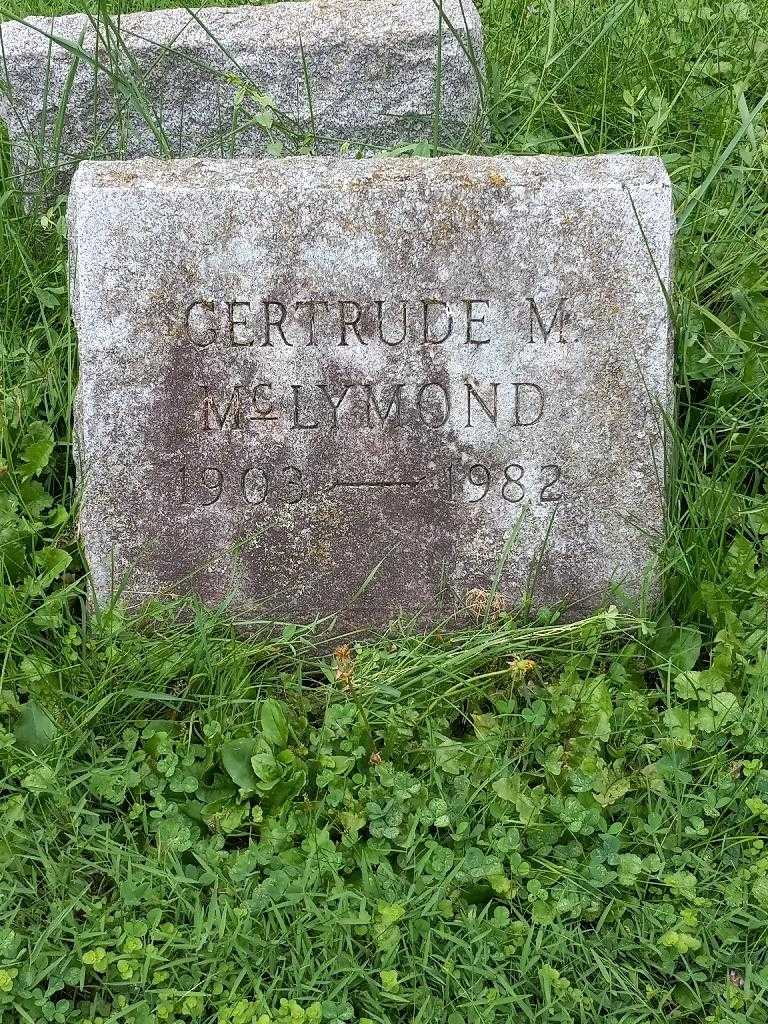 GERTRUDE M.
McLYMOND
1903 — 1982